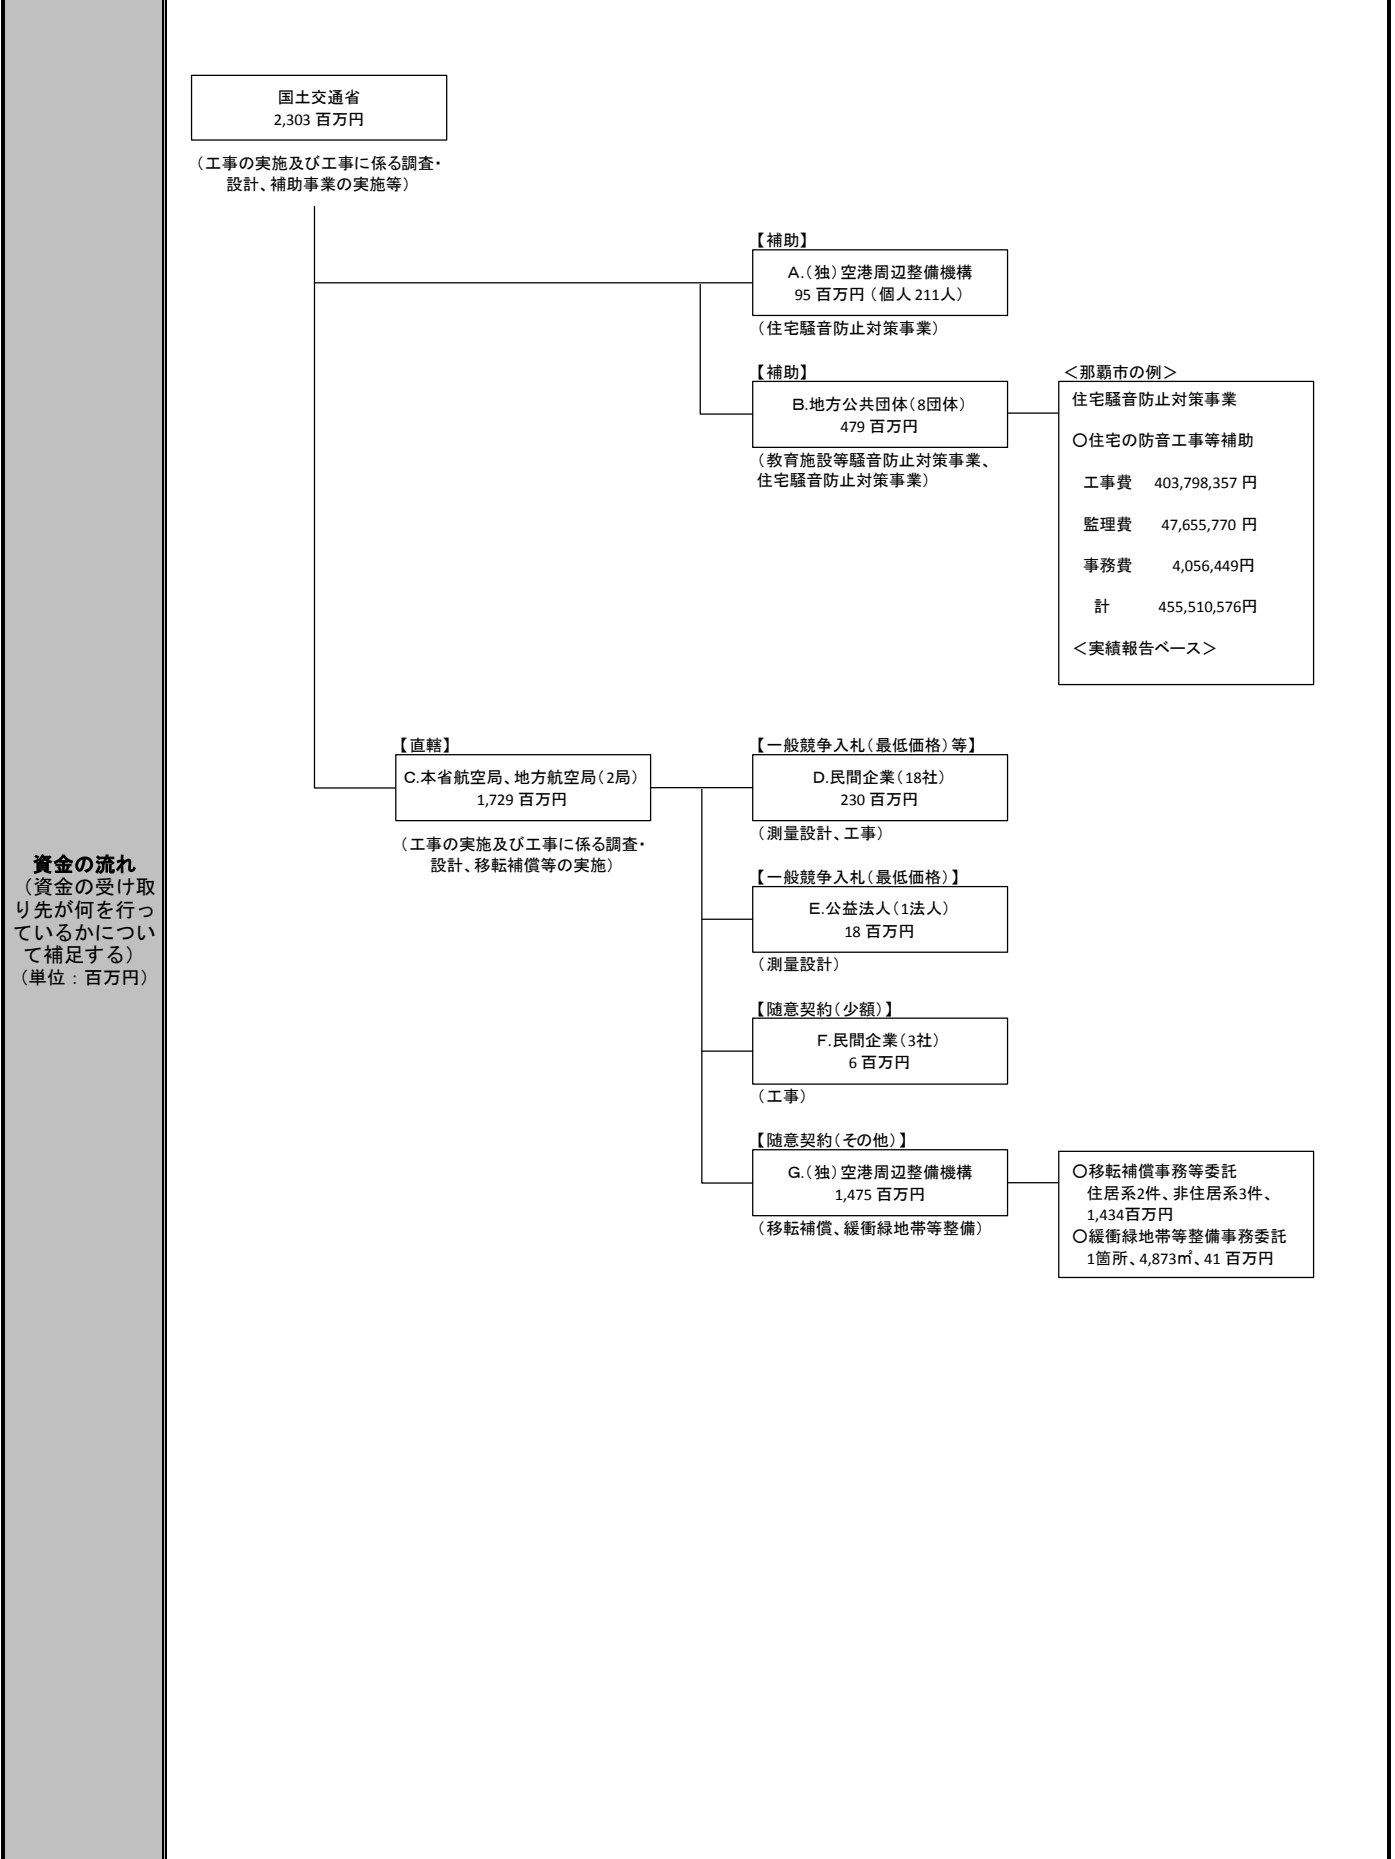 国土交通省
2,303 百万円
（工事の実施及び工事に係る調査・
設計、補助事業の実施等）
【補助】
A.（独）空港周辺整備機構
95 百万円（個人 211人）
（住宅騒音防止対策事業）
【補助】
B.地方公共団体（8団体）
479 百万円
（教育施設等騒音防止対策事業、
住宅騒音防止対策事業）
＜那覇市の例＞
住宅騒音防止対策事業
○住宅の防音工事等補助
工事費 403,798,357 円
監理費 47,655,770 円
事務費 4,056,449円
計 455,510,576円
＜実績報告ベース＞
【直轄】
C.本省航空局、地方航空局（2局）
1,729 百万円
（工事の実施及び工事に係る調査・
設計、移転補償等の実施）
【一般競争入札（最低価格）等】
D.民間企業（18社）
230 百万円
（測量設計、工事）
【一般競争入札（最低価格）】
E.公益法人（1法人）
18 百万円
（測量設計）
【随意契約（少額）】
F.民間企業（3社）
6 百万円
（工事）
【随意契約（その他）】
G.（独）空港周辺整備機構
1,475 百万円
（移転補償、緩衝緑地帯等整備）
○移転補償事務等委託
住居系2件、非住居系3件、
1,434百万円
○緩衝緑地帯等整備事務委託
1箇所、4,873㎡、41 百万円
資金の流れ
（資金の受け取
り先が何を行っ
ているかについ
て補足する）
（単位：百万円）